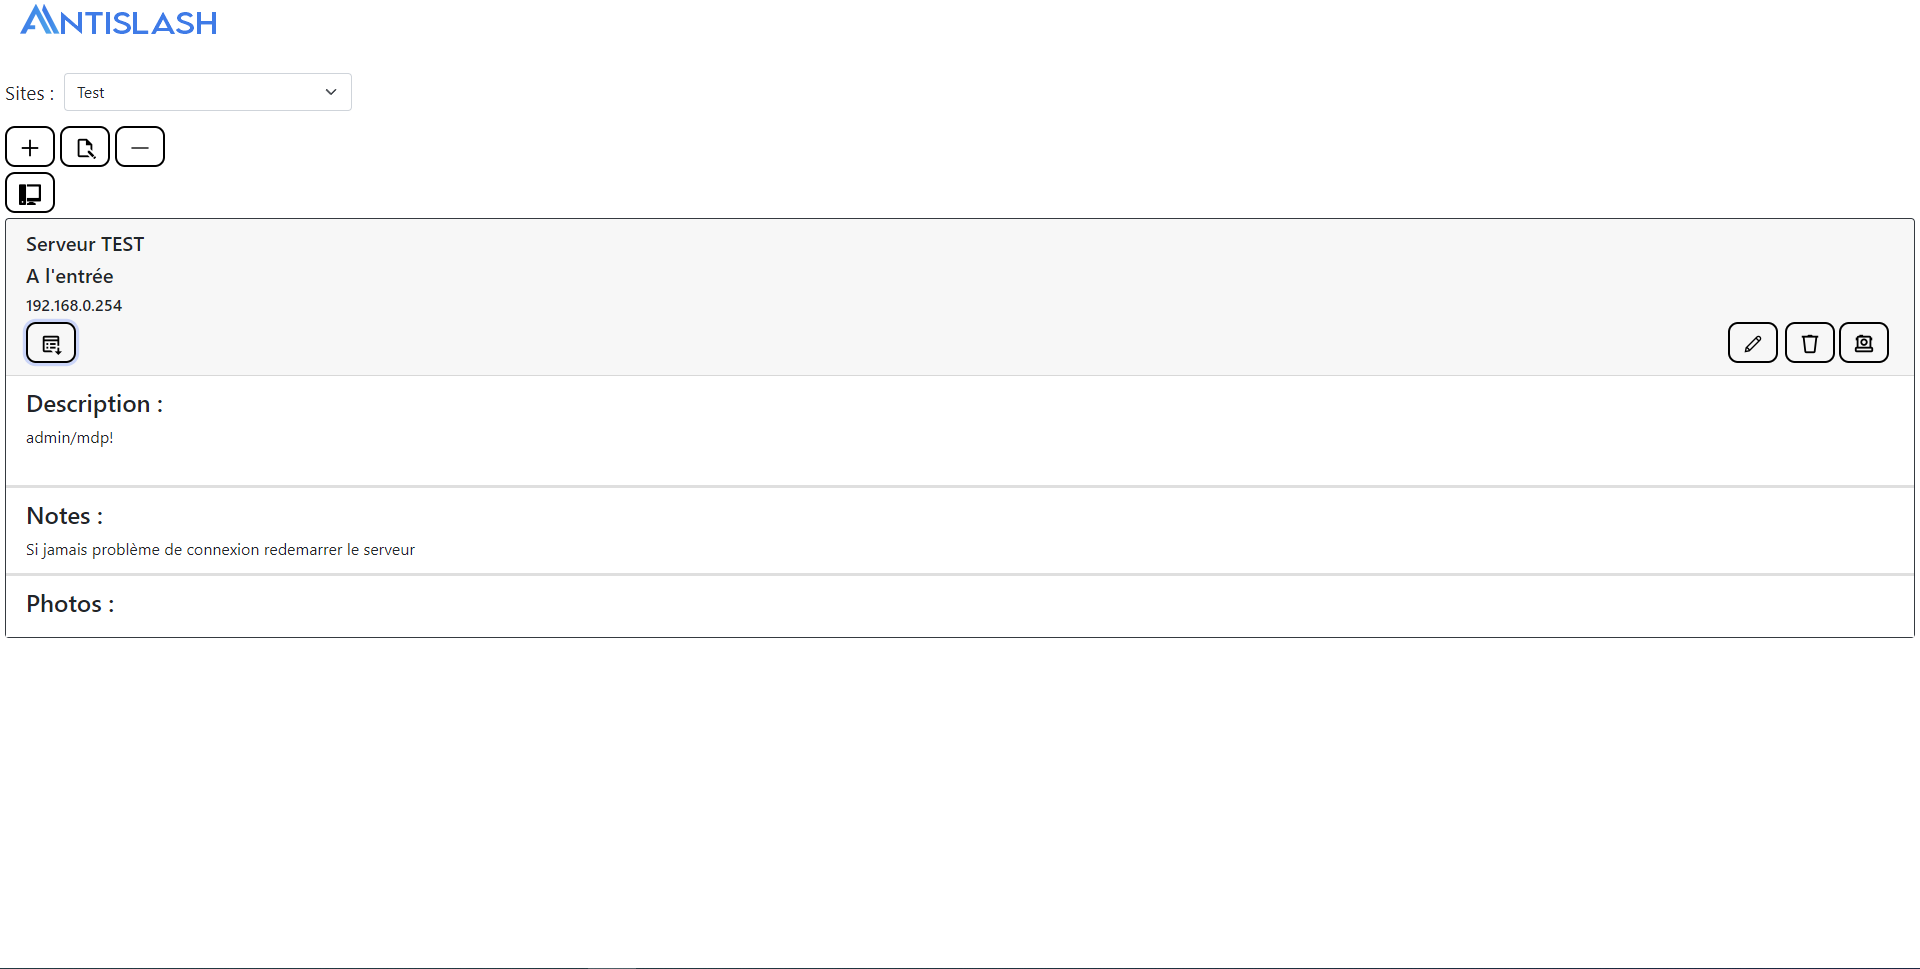 ANTISLASH
Sites :
Test
Serveur TEST
A l'entrée
192.168.0.254
Description :
admin/mdp!
Notes :
Si jamais problème de connexion redemarrer le serveur
Photos :